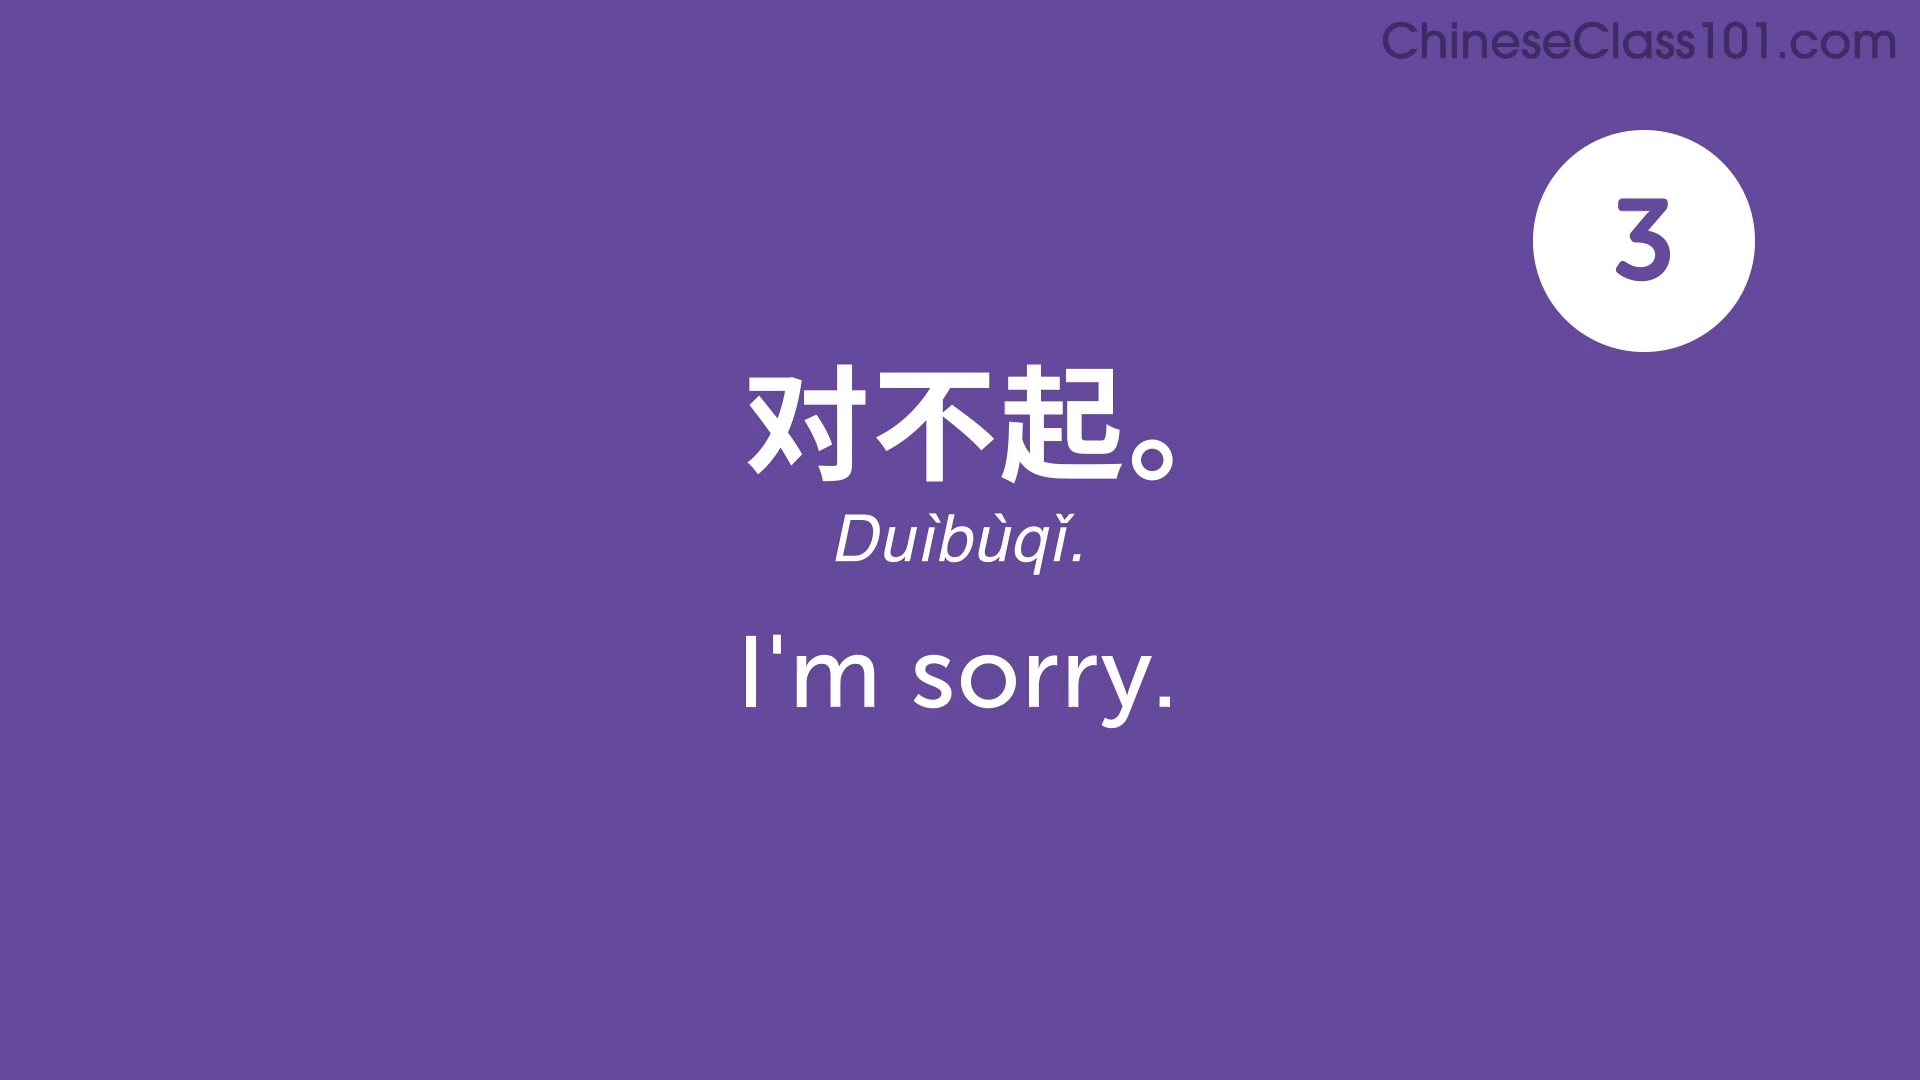 ChineseClass101.com
3
对不起。
Duìbùqǐ.
I'm sorry.